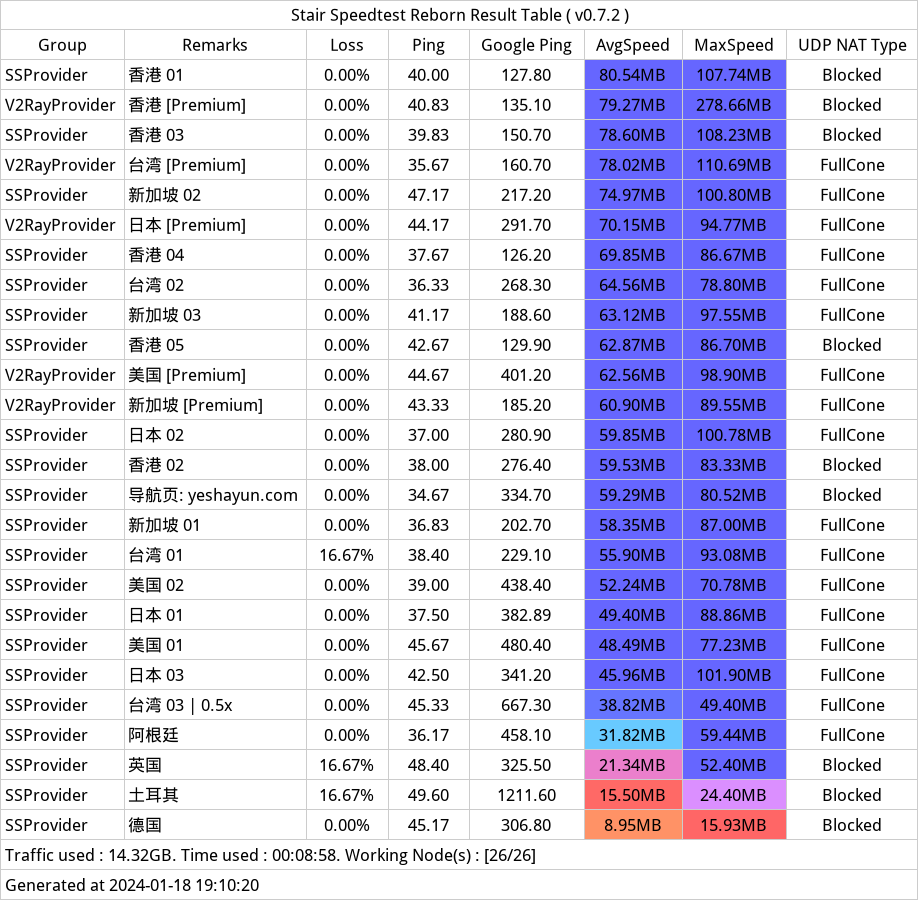 Stair Speedtest Reborn Result Table ( v0.7.2 )
Group Remarks Loss Ping Google Ping AvgSpeed MaxSpeed UDP NAT Type
SSProvider 香港 01 0.00% 40.00 127.80 80.54MB 107.74MB Blocked
V2RayProvider 香港 [Premium] 0.00% 40.83 135.10 79.27MB 278.66MB Blocked
SSProvider 香港 03 0.00% 39.83 150.70 78.60MB 108.23MB Blocked
V2RayProvider 台湾 [Premium] 0.00% 35.67 160.70 78.02MB 110.69MB FullCone
SSProvider 新加坡 02 0.00% 47.17 217.20 74.97MB 100.80MB FullCone
V2RayProvider 日本 [Premium] 0.00% 44.17 291.70 70.15MB 94.77MB FullCone
SSProvider 香港 04 0.00% 37.67 126.20 69.85MB 86.67MB FullCone
SSProvider 台湾 02 0.00% 36.33 268.30 64.56MB 78.80MB FullCone
SSProvider 新加坡 03 0.00% 41.17 188.60 63.12MB 97.55MB FullCone
SSProvider 香港 05 0.00% 42.67 129.90 62.87MB 86.70MB Blocked
V2RayProvider 美国 [Premium] 0.00% 44.67 401.20 62.56MB 98.90MB FullCone
V2RayProvider 新加坡 [Premium] 0.00% 43.33 185.20 60.90MB 89.55MB FullCone
SSProvider 日本 02 0.00% 37.00 280.90 59.85MB 100.78MB FullCone
SSProvider 香港 02 0.00% 38.00 276.40 59.53MB 83.33MB Blocked
SSProvider 导航页: yeshayun.com 0.00% 34.67 334.70 59.29MB 80.52MB Blocked
SSProvider 新加坡 01 0.00% 36.83 202.70 58.35MB 87.00MB FullCone
SSProvider 台湾 01 16.67% 38.40 229.10 55.90MB 93.08MB FullCone
SSProvider 美国 02 0.00% 39.00 438.40 52.24MB 70.78MB FullCone
SSProvider 日本 01 0.00% 37.50 382.89 49.40MB 88.86MB FullCone
SSProvider 美国 01 0.00% 45.67 480.40 48.49MB 77.23MB FullCone
SSProvider 日本 03 0.00% 42.50 341.20 45.96MB 101.90MB FullCone
SSProvider 台湾 03 | 0.5x 0.00% 45.33 667.30 38.82MB 49.40MB FullCone
SSProvider 阿根廷 0.00% 36.17 458.10 31.82MB 59.44MB FullCone
SSProvider 英国 16.67% 48.40 325.50 21.34MB 52.40MB Blocked
SSProvider 土耳其 16.67% 49.60 1211.60 15.50MB 24.40MB Blocked
SSProvider 德国 0.00% 45.17 306.80 8.95MB 15.93MB Blocked
Traffic used : 14.32GB. Time used : 00:08:58. Working Node(s) : [26/26]
Generated at 2024-01-18 19:10:20